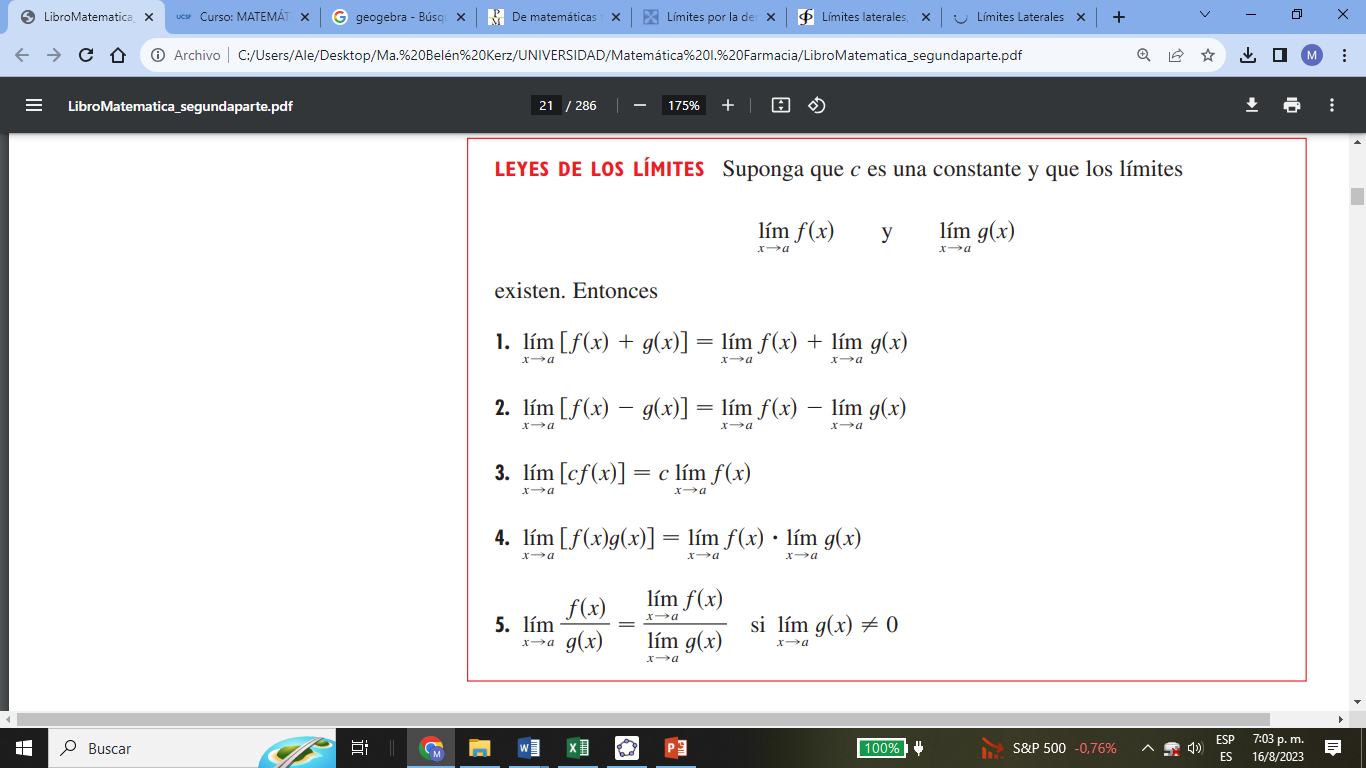 LibroMatematica_
Curso: MATEMÁT
geogebra - Búsqu
De matemáticas
Límites por la de
Límites laterales,
Límites Laterales
Archivo
C:/Users/Ale/Desktop/Ma.%20Belén%20Kerz/UNIVERSIDAD/Matemática%20I.%20Farmacia/LibroMatematica_segundaparte.pdf
M
LibroMatematica_segundaparte.pdf
21 / 286
175%
LEYES DE LOS LÍMITES Suponga que c es una constante y que los límites
lím x→a f(x) y lím x→a g(x)
existen. Entonces
1. lím x→a [f(x) + g(x)] = lím x→a f(x) + lím x→a g(x)
2. lím x→a [f(x) − g(x)] = lím x→a f(x) − lím x→a g(x)
3. lím x→a [cf(x)] = c lím x→a f(x)
4. lím x→a [f(x)g(x)] = lím x→a f(x) · lím x→a g(x)
5. lím x→a f(x)/g(x) = lím x→a f(x) / lím x→a g(x) si lím x→a g(x) ≠ 0
Buscar
100%
S&P 500 -0,76%
ESP
ES
7:03 p. m.
16/8/2023